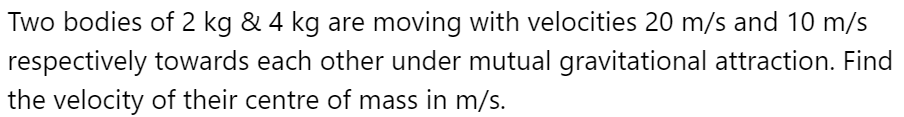 Two bodies of 2 kg & 4 kg are moving with velocities 20 m/s and 10 m/s
respectively towards each other under mutual gravitational attraction. Find
the velocity of their centre of mass in m/s.